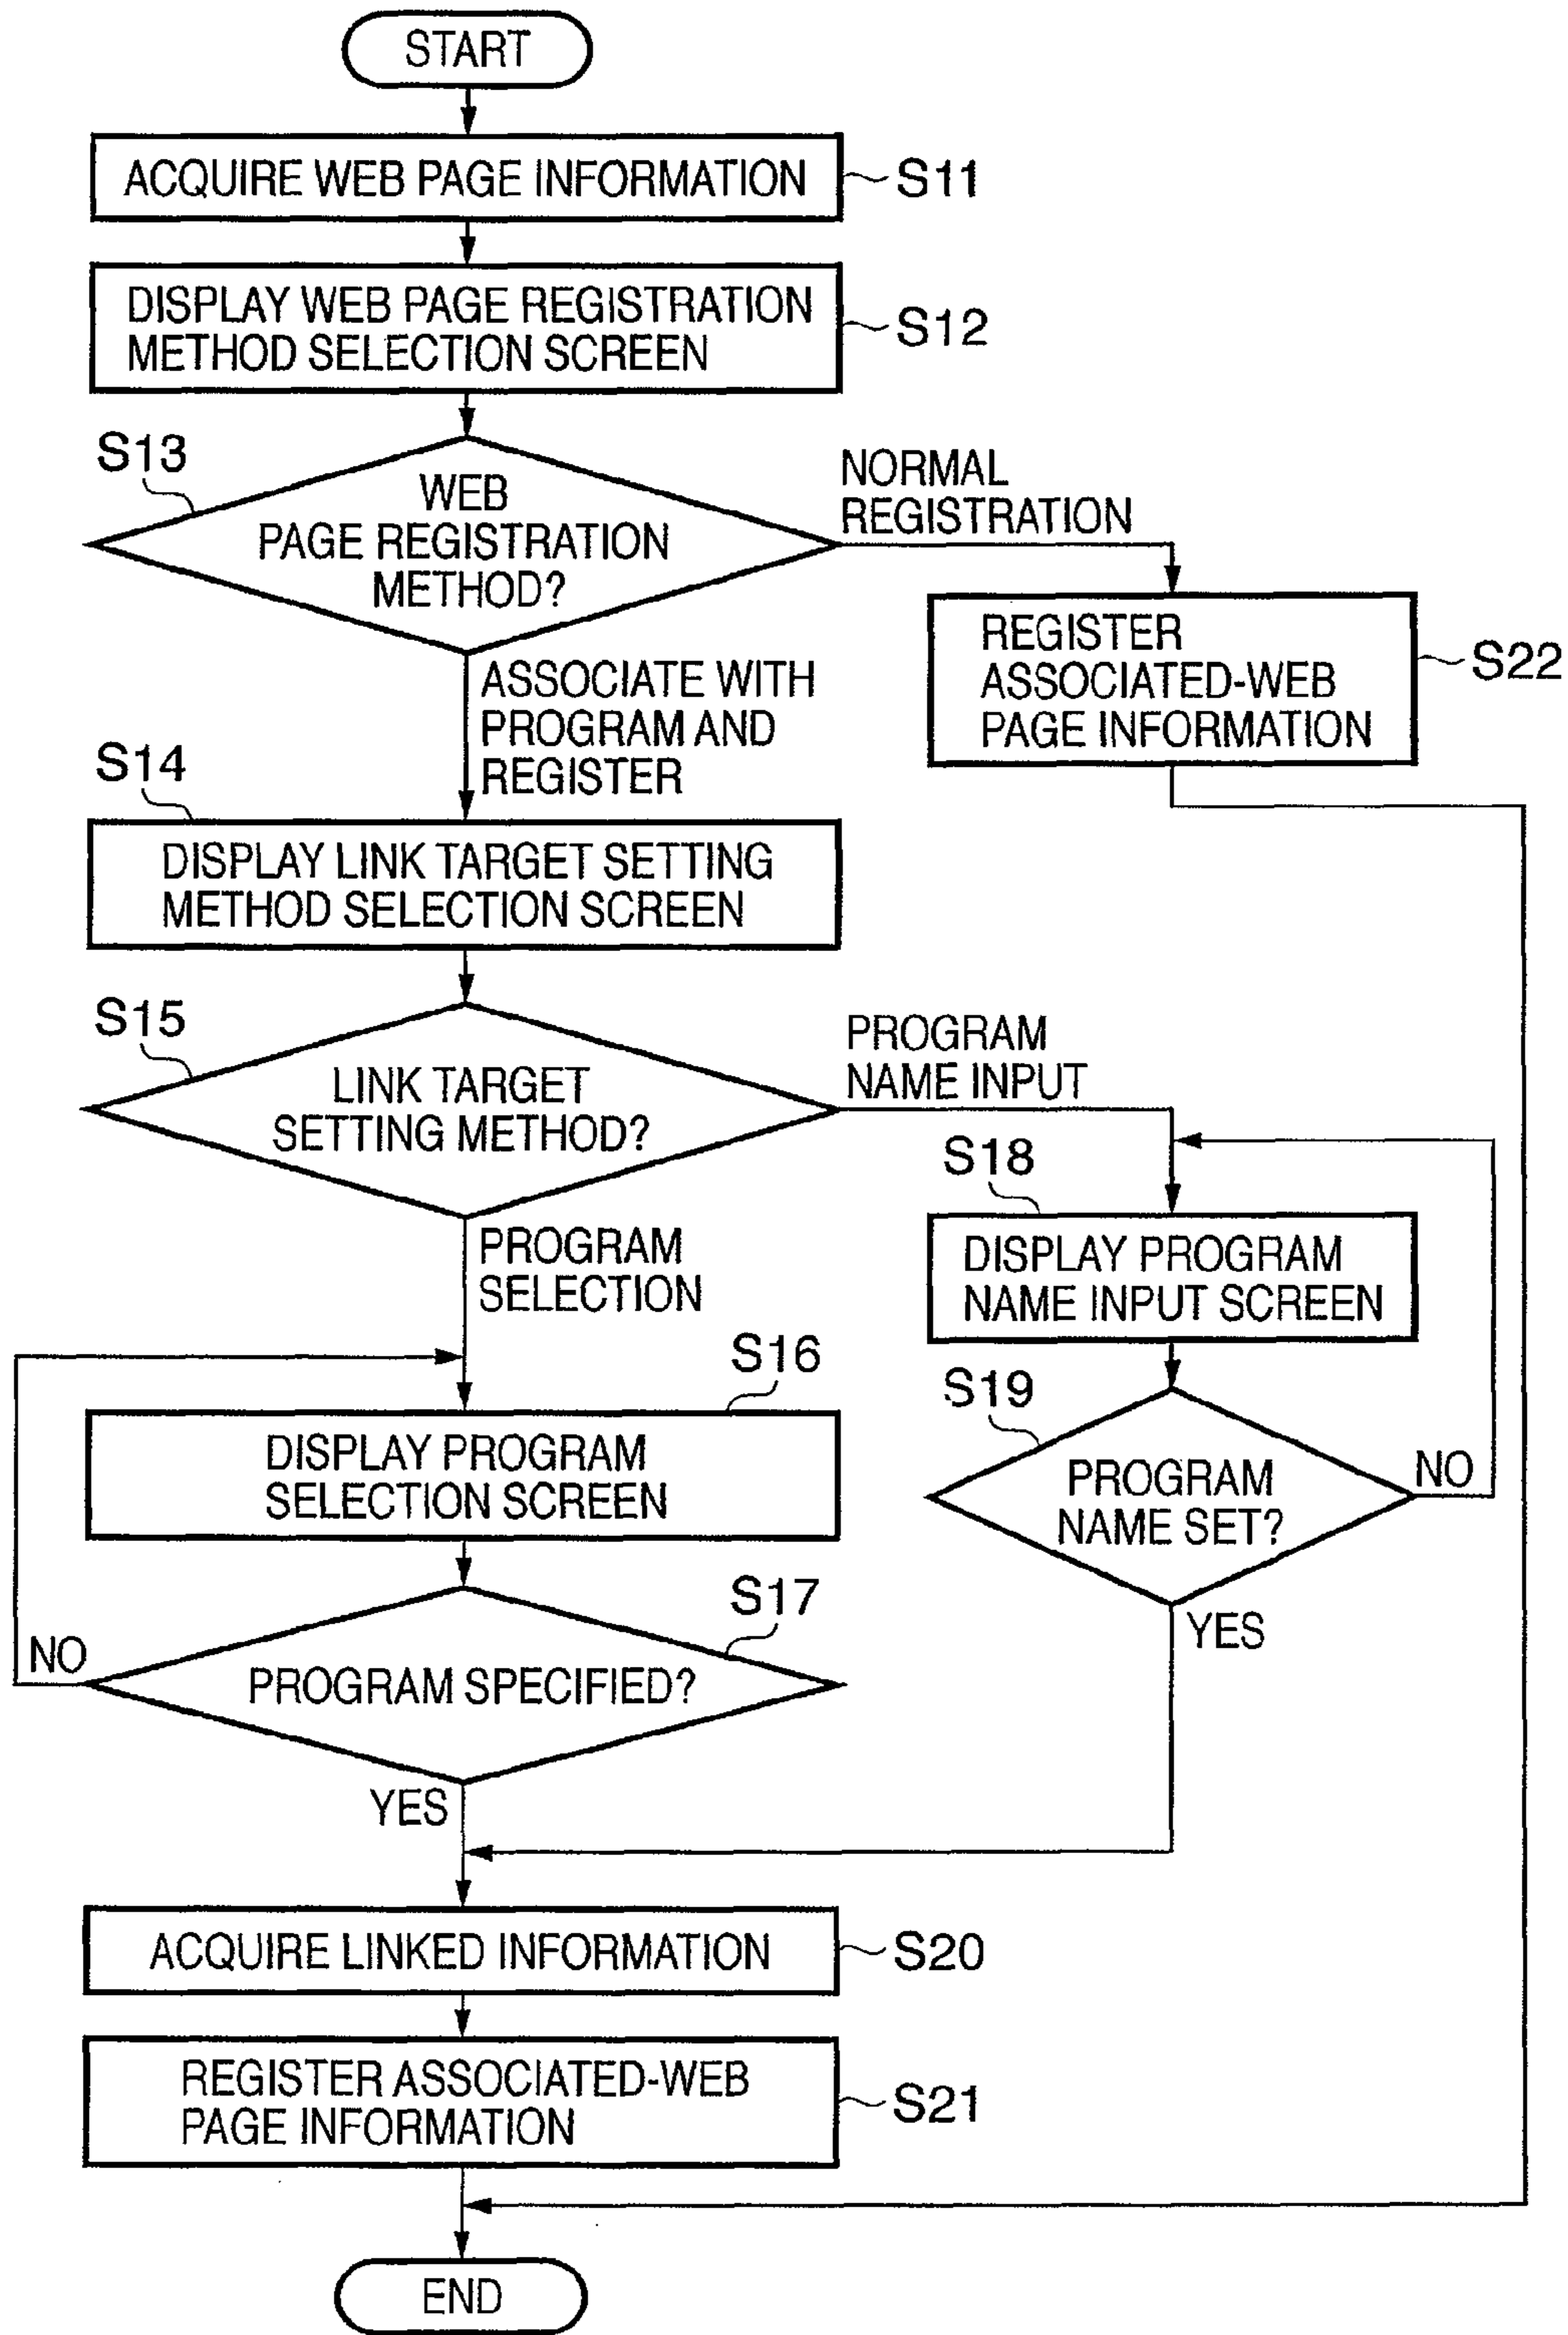 START
ACQUIRE WEB PAGE INFORMATION
S11
DISPLAY WEB PAGE REGISTRATION
METHOD SELECTION SCREEN
S12
S13
WEB
PAGE REGISTRATION
METHOD?
NORMAL
REGISTRATION
REGISTER
ASSOCIATED-WEB
PAGE INFORMATION
S22
ASSOCIATE WITH
PROGRAM AND
REGISTER
S14
DISPLAY LINK TARGET SETTING
METHOD SELECTION SCREEN
S15
LINK TARGET
SETTING METHOD?
PROGRAM
NAME INPUT
S18
DISPLAY PROGRAM
NAME INPUT SCREEN
PROGRAM
SELECTION
S16
DISPLAY PROGRAM
SELECTION SCREEN
S19
PROGRAM
NAME SET?
NO
YES
S17
PROGRAM SPECIFIED?
NO
YES
ACQUIRE LINKED INFORMATION
S20
REGISTER ASSOCIATED-WEB
PAGE INFORMATION
S21
END